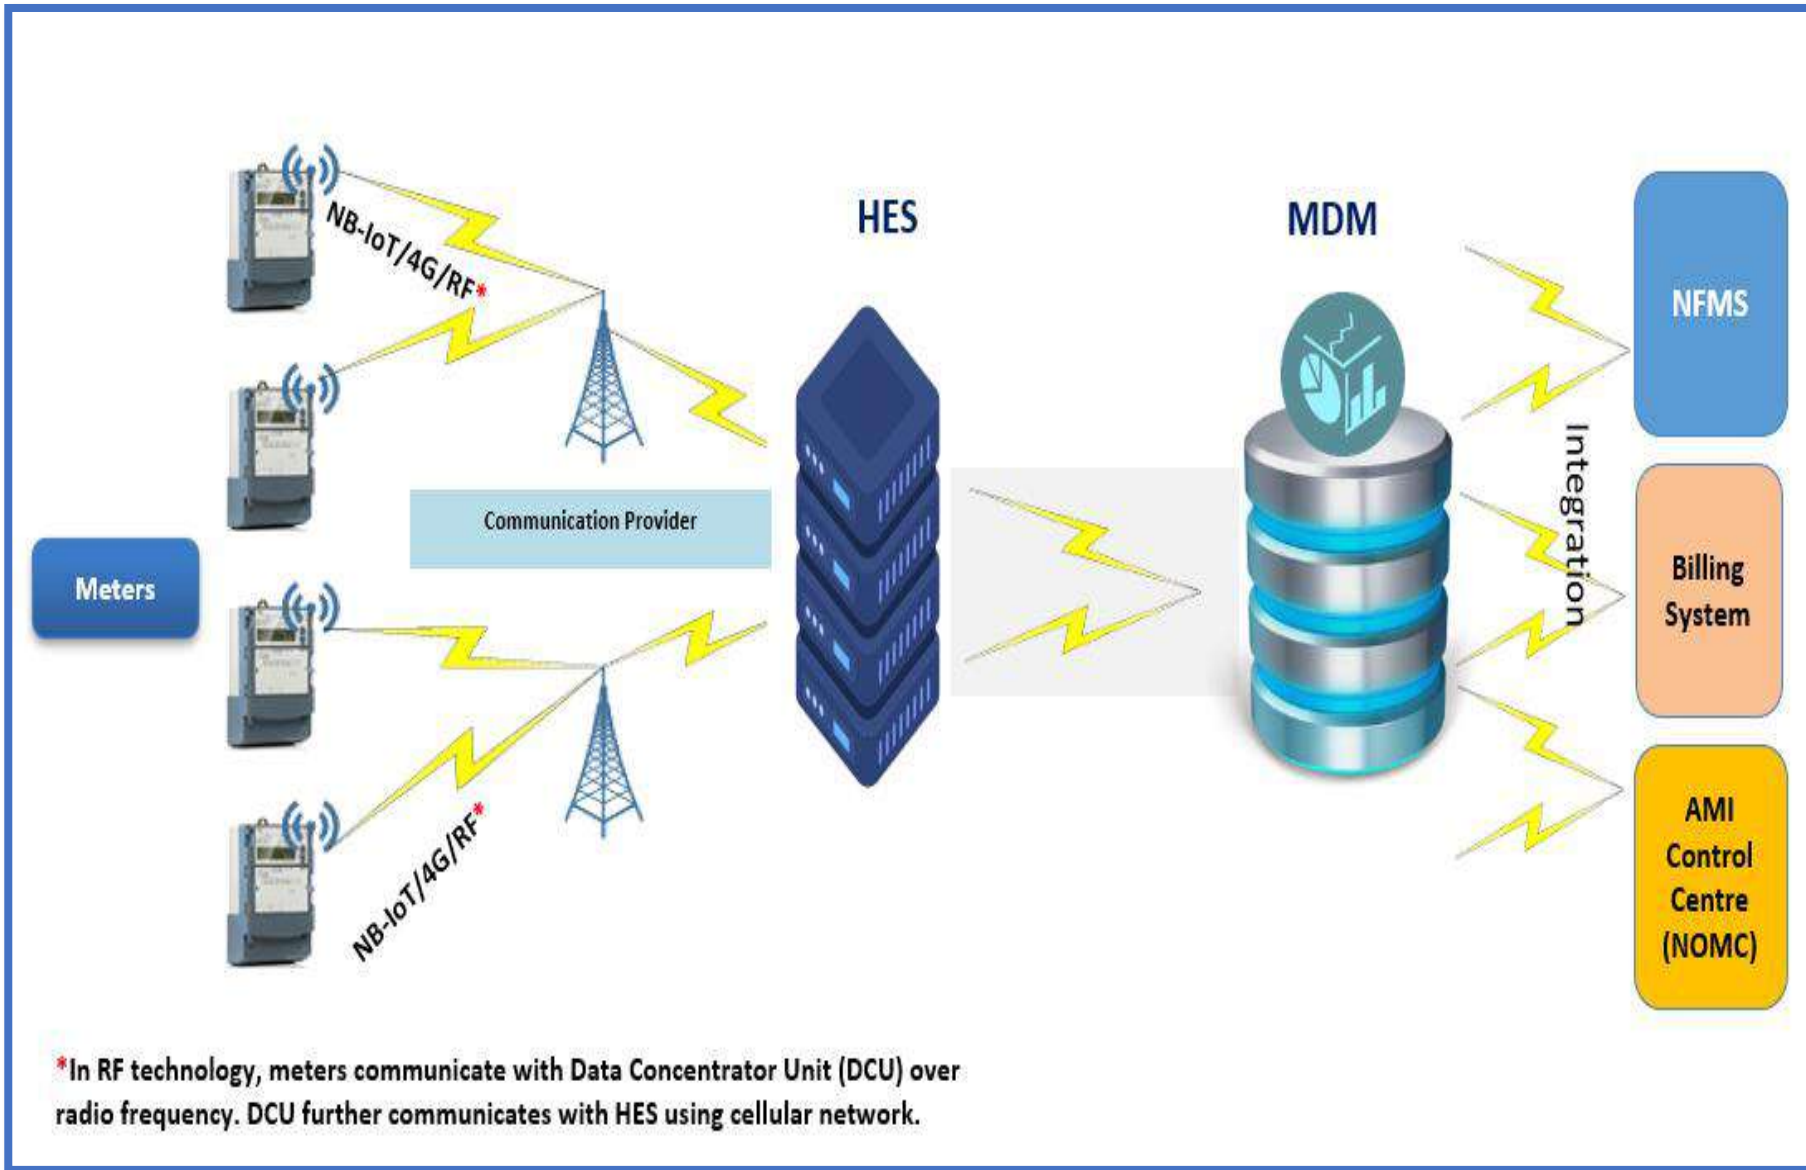 HES
MDM
NB-IoT/4G/RF*
NFMS
Communication Provider
Integration
Meters
Billing
System
NB-IoT/4G/RF*
AMI
Control
Centre
(NOMC)
*In RF technology, meters communicate with Data Concentrator Unit (DCU) over
radio frequency. DCU further communicates with HES using cellular network.